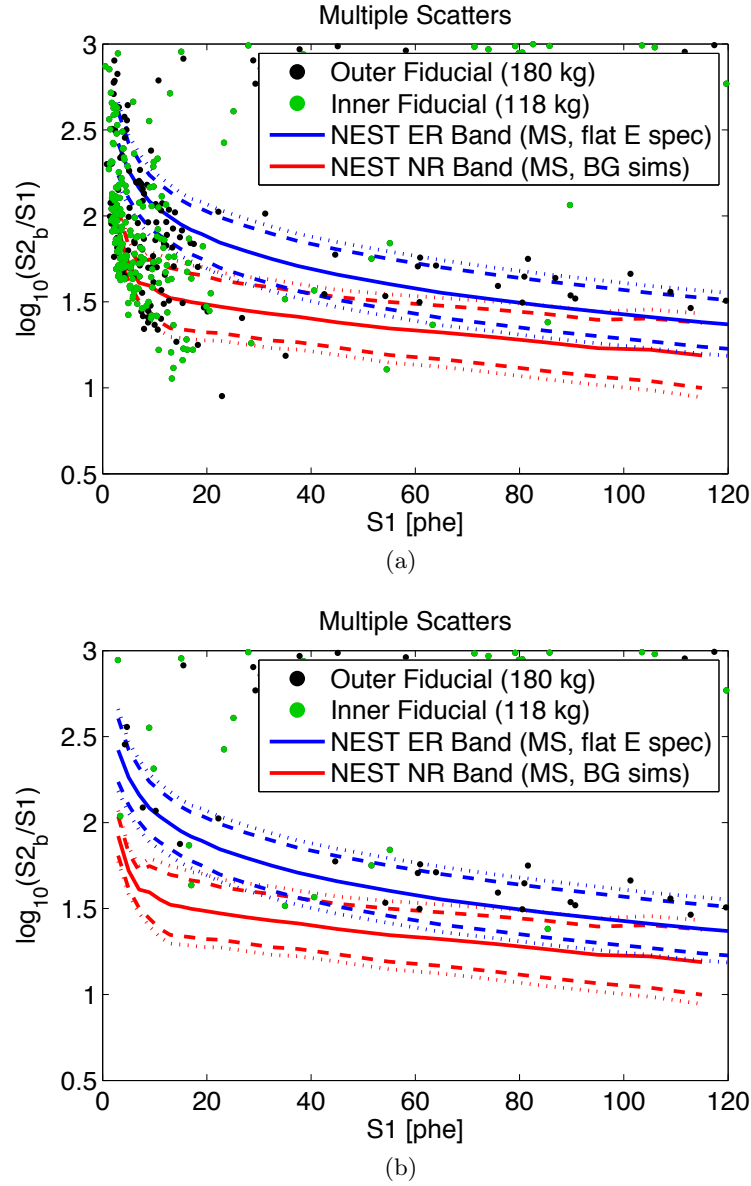 Multiple Scatters
3
2.5
2
1.5
1
0.5
log10(S2_b/S1)
Outer Fiducial (180 kg)
Inner Fiducial (118 kg)
NEST ER Band (MS, flat E spec)
NEST NR Band (MS, BG sims)
0 20 40 60 80 100 120
S1 [phe]
(a)
Multiple Scatters
3
2.5
2
1.5
1
0.5
log10(S2_b/S1)
Outer Fiducial (180 kg)
Inner Fiducial (118 kg)
NEST ER Band (MS, flat E spec)
NEST NR Band (MS, BG sims)
0 20 40 60 80 100 120
S1 [phe]
(b)